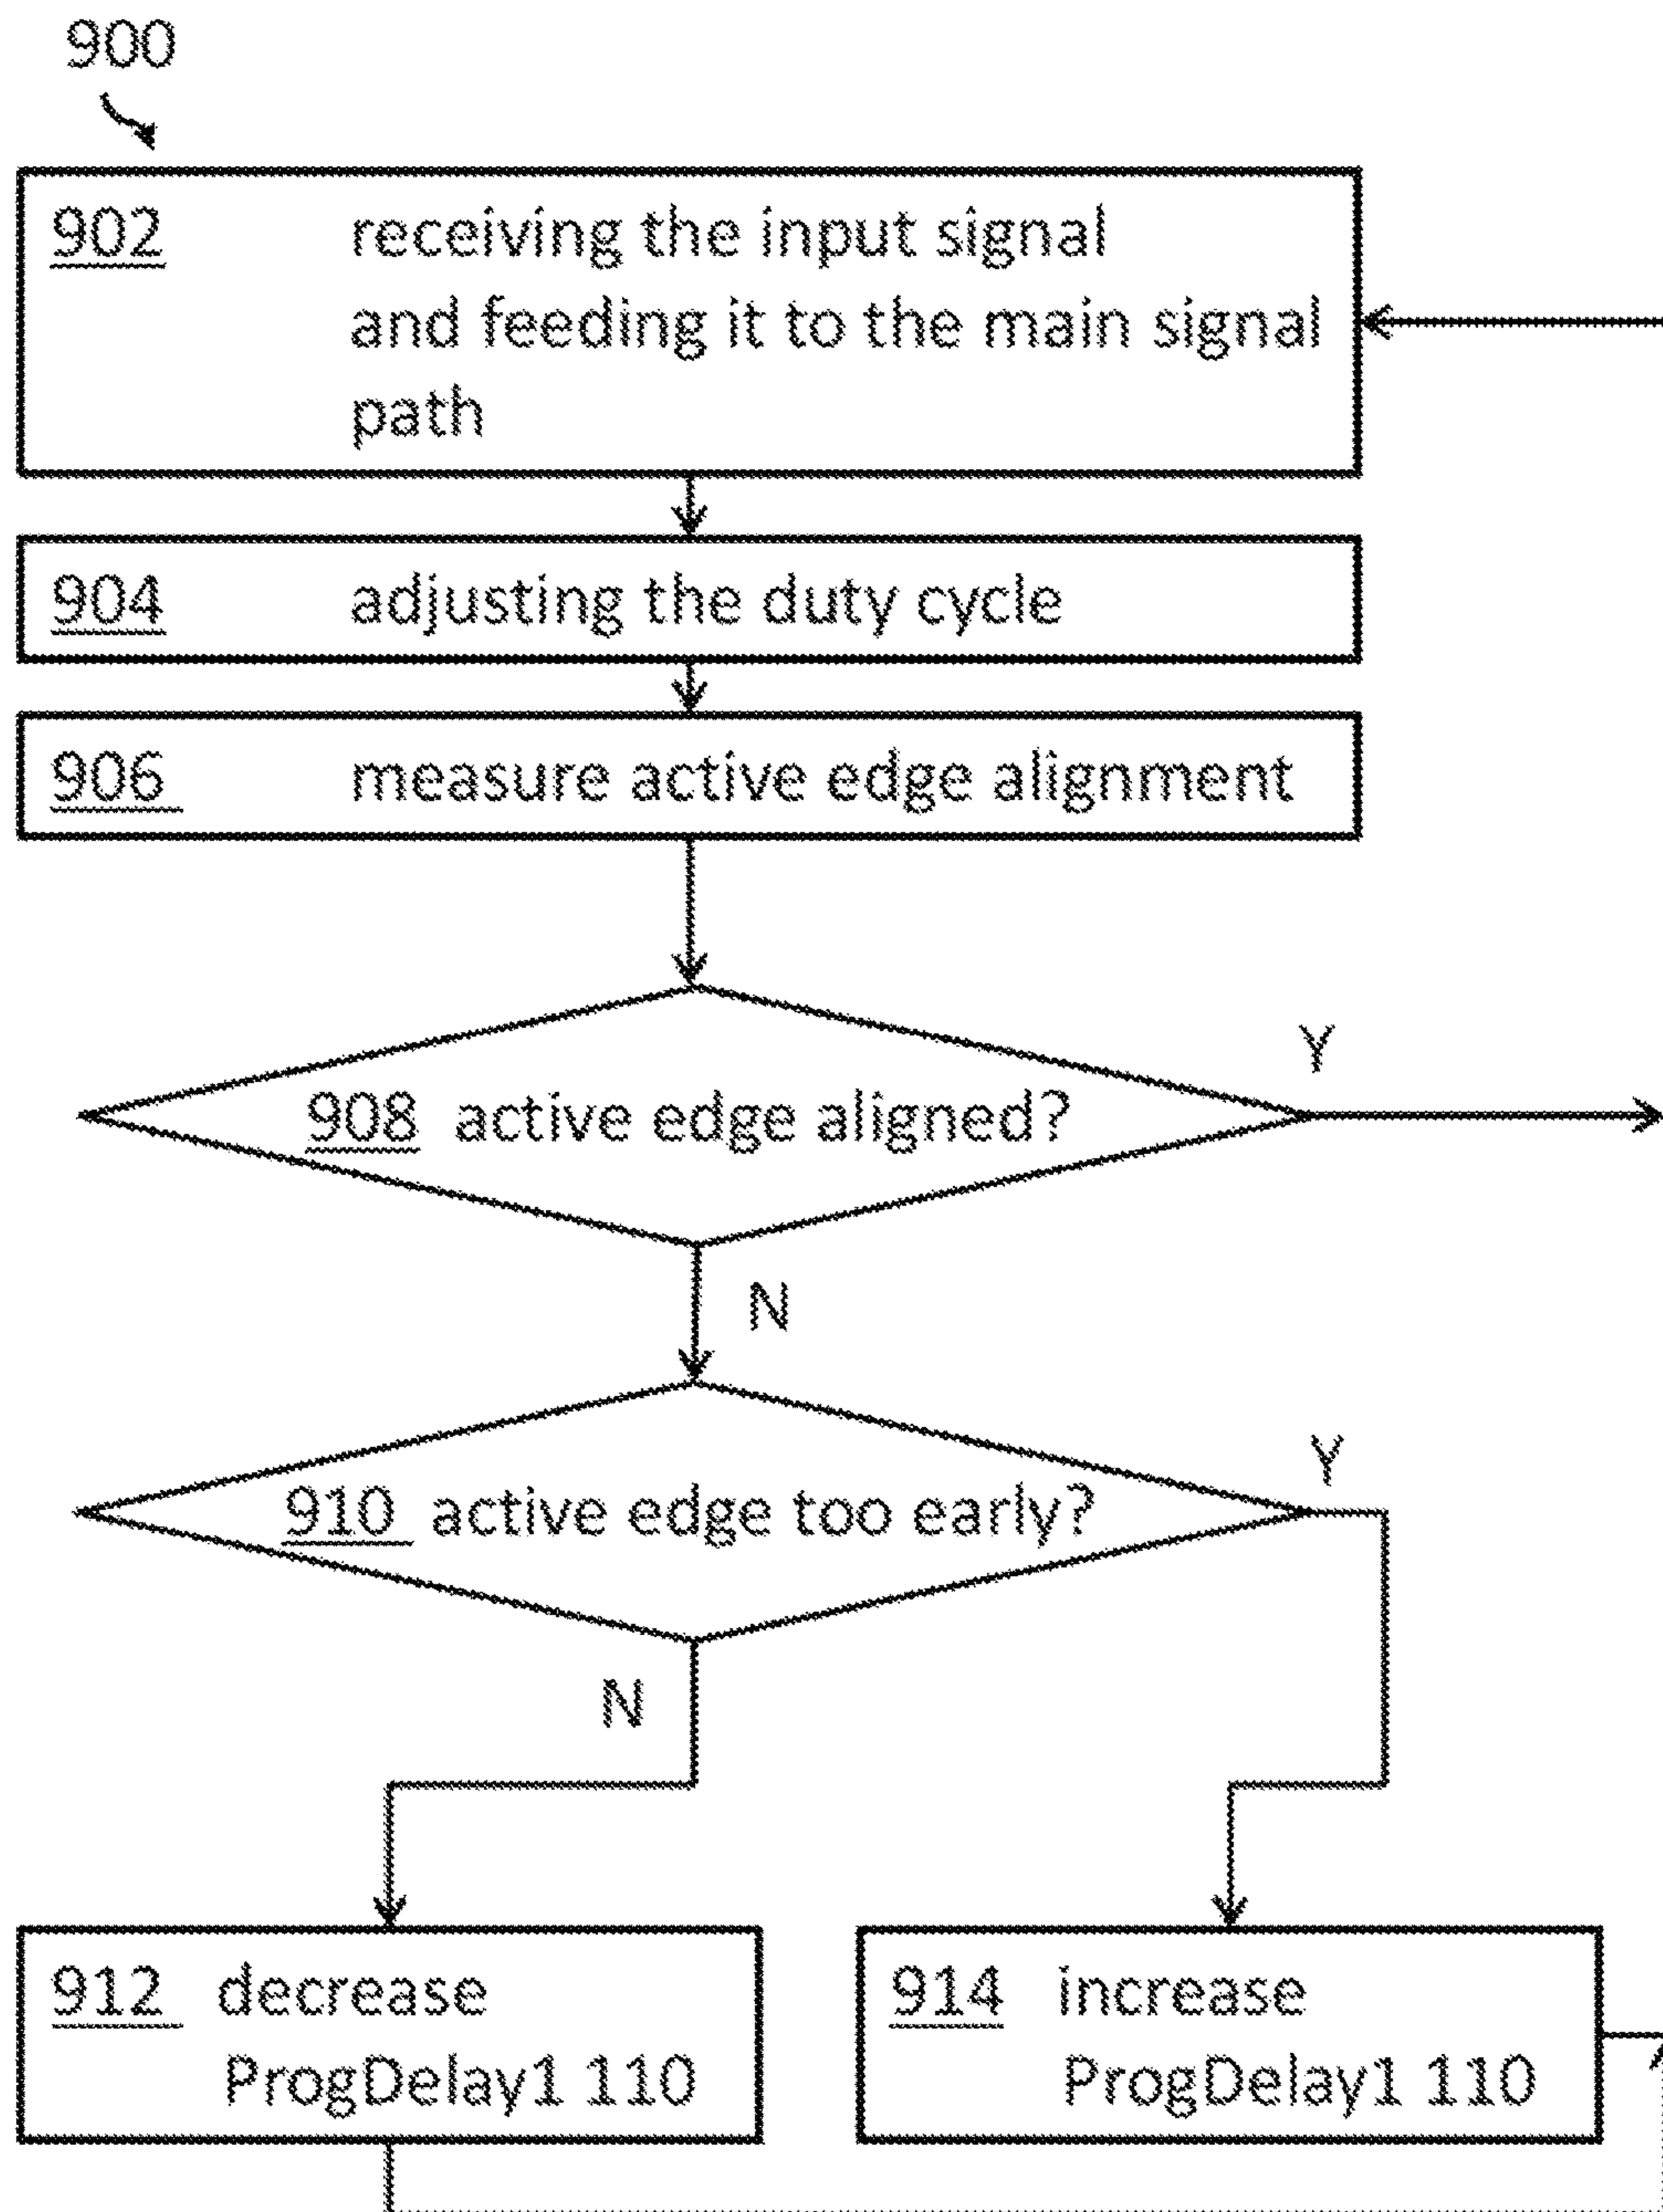 900
902 receiving the input signal
and feeding it to the main signal
path
904 adjusting the duty cycle
906 measure active edge alignment
Y
908 active edge aligned?
N
Y
910 active edge too early?
N
912 decrease
ProgDelay1 110
914 increase
ProgDelay1 110